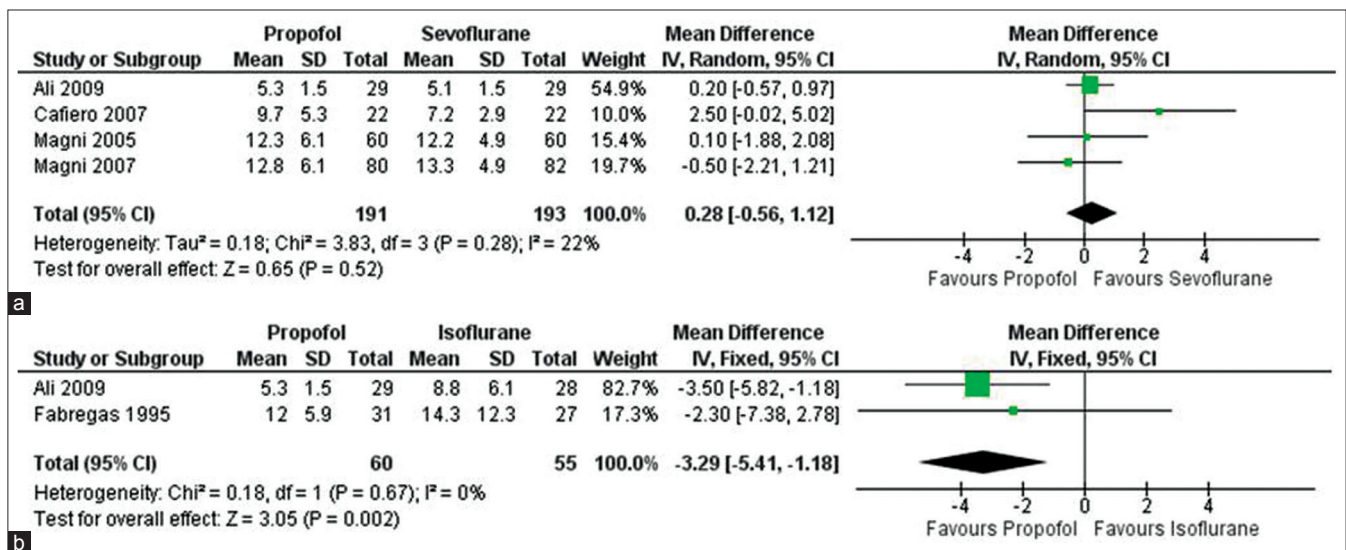 Propofol Sevoflurane Mean Difference Mean Difference
Study or Subgroup Mean SD Total Mean SD Total Weight IV, Random, 95% CI IV, Random, 95% CI
Ali 2009 5.3 1.5 29 5.1 1.5 29 54.9% 0.20 [-0.57, 0.97]
Cafiero 2007 9.7 5.3 22 7.2 2.9 22 10.0% 2.50 [-0.02, 5.02]
Magni 2005 12.3 6.1 60 12.2 4.9 60 15.4% 0.10 [-1.88, 2.08]
Magni 2007 12.8 6.1 80 13.3 4.9 82 19.7% -0.50 [-2.21, 1.21]
Total (95% CI) 191 193 100.0% 0.28 [-0.56, 1.12]
Heterogeneity: Tau² = 0.18; Chi² = 3.83, df = 3 (P = 0.28); I² = 22%
Test for overall effect: Z = 0.65 (P = 0.52)
-4 -2 0 2 4
Favours Propofol Favours Sevoflurane
a
Propofol Isoflurane Mean Difference Mean Difference
Study or Subgroup Mean SD Total Mean SD Total Weight IV, Fixed, 95% CI IV, Fixed, 95% CI
Ali 2009 5.3 1.5 29 8.8 6.1 28 82.7% -3.50 [-5.82, -1.18]
Fabregas 1995 12 5.9 31 14.3 12.3 27 17.3% -2.30 [-7.38, 2.78]
Total (95% CI) 60 55 100.0% -3.29 [-5.41, -1.18]
Heterogeneity: Chi² = 0.18, df = 1 (P = 0.67); I² = 0%
Test for overall effect: Z = 3.05 (P = 0.002)
-4 -2 0 2 4
Favours Propofol Favours Isoflurane
b